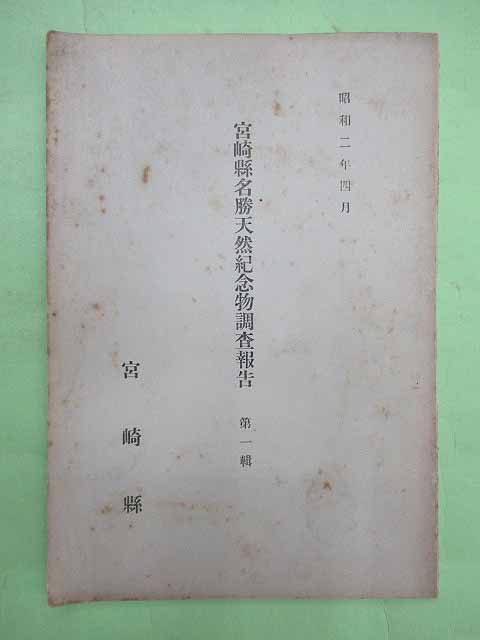 昭和二年四月
宮崎縣名勝天然紀念物調査報告 第一輯
宮崎縣